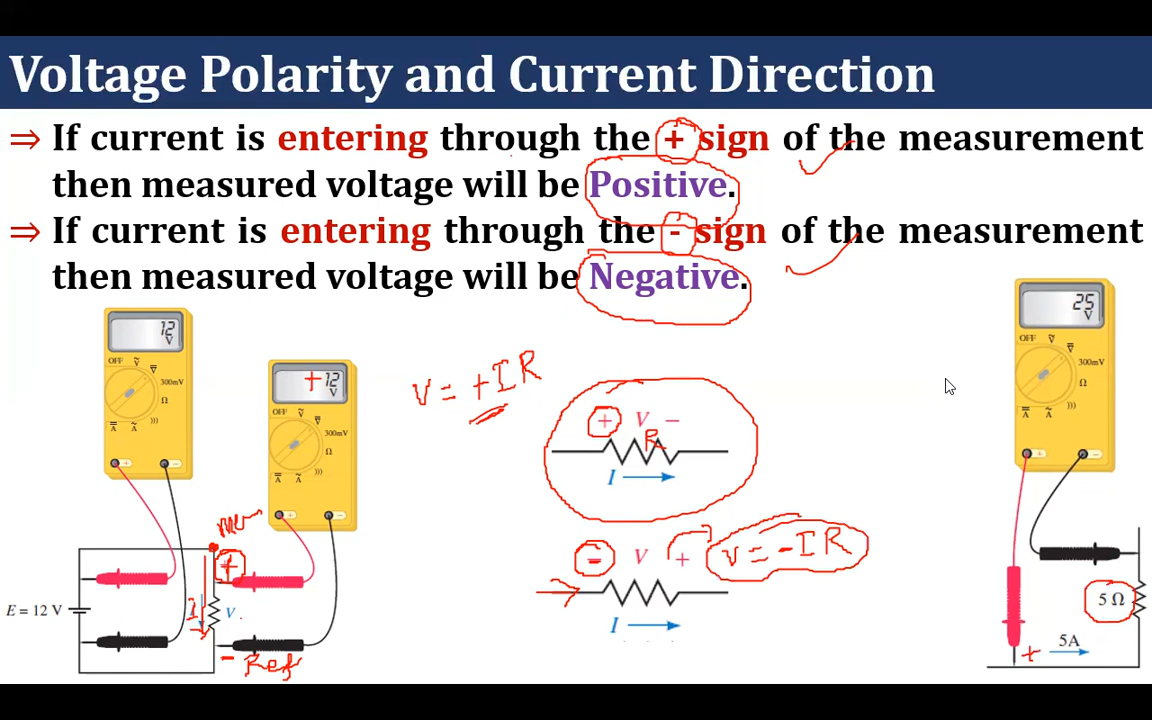 Voltage Polarity and Current Direction
⇒ If current is entering through the + sign of the measurement
then measured voltage will be Positive.
⇒ If current is entering through the - sign of the measurement
then measured voltage will be Negative.
12
V
OFF
300mV
Ω
)))
A A
+ −
+12
V
OFF
300mV
Ω
)))
A A
+ −
E = 12 V
+
I
V
- Ref
V = +IR
+ V −
R
I
- V +
V = -IR
I
25
V
OFF
300mV
Ω
)))
A A
+ −
5 Ω
+
5A